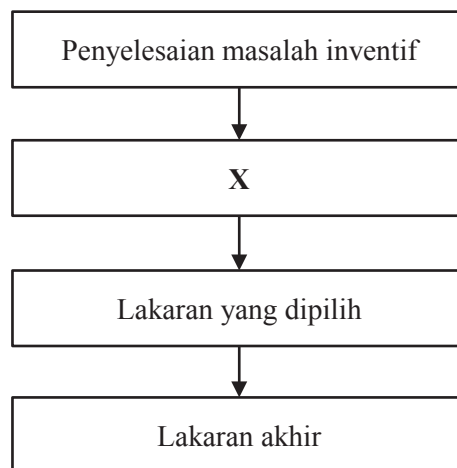 Penyelesaian masalah inventif
X
Lakaran yang dipilih
Lakaran akhir